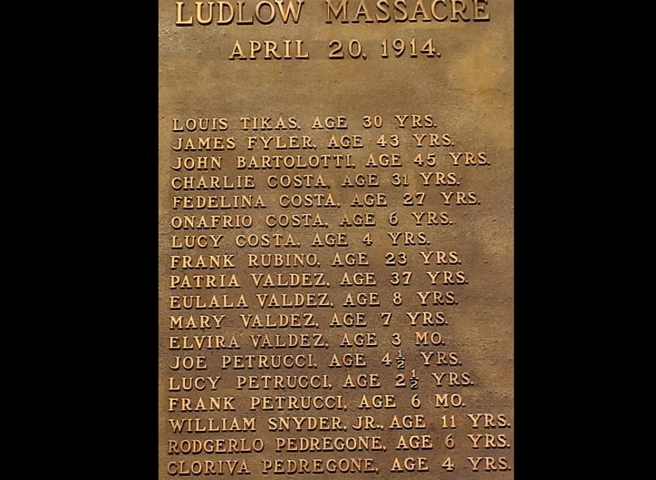 LUDLOW MASSACRE
APRIL 20, 1914.
LOUIS TIKAS, AGE 30 YRS.
JAMES FYLER, AGE 43 YRS.
JOHN BARTOLOTTI, AGE 45 YRS.
CHARLIE COSTA, AGE 31 YRS.
FEDELINA COSTA, AGE 27 YRS.
ONAFRIO COSTA, AGE 6 YRS.
LUCY COSTA, AGE 4 YRS.
FRANK RUBINO, AGE 23 YRS.
PATRIA VALDEZ, AGE 37 YRS.
EULALA VALDEZ, AGE 8 YRS.
MARY VALDEZ, AGE 7 YRS.
ELVIRA VALDEZ, AGE 3 MO.
JOE PETRUCCI, AGE 4½ YRS.
LUCY PETRUCCI, AGE 2½ YRS.
FRANK PETRUCCI, AGE 6 MO.
WILLIAM SNYDER, JR., AGE 11 YRS.
RODGERLO PEDREGONE, AGE 6 YRS.
CLORIVA PEDREGONE, AGE 4 YRS.